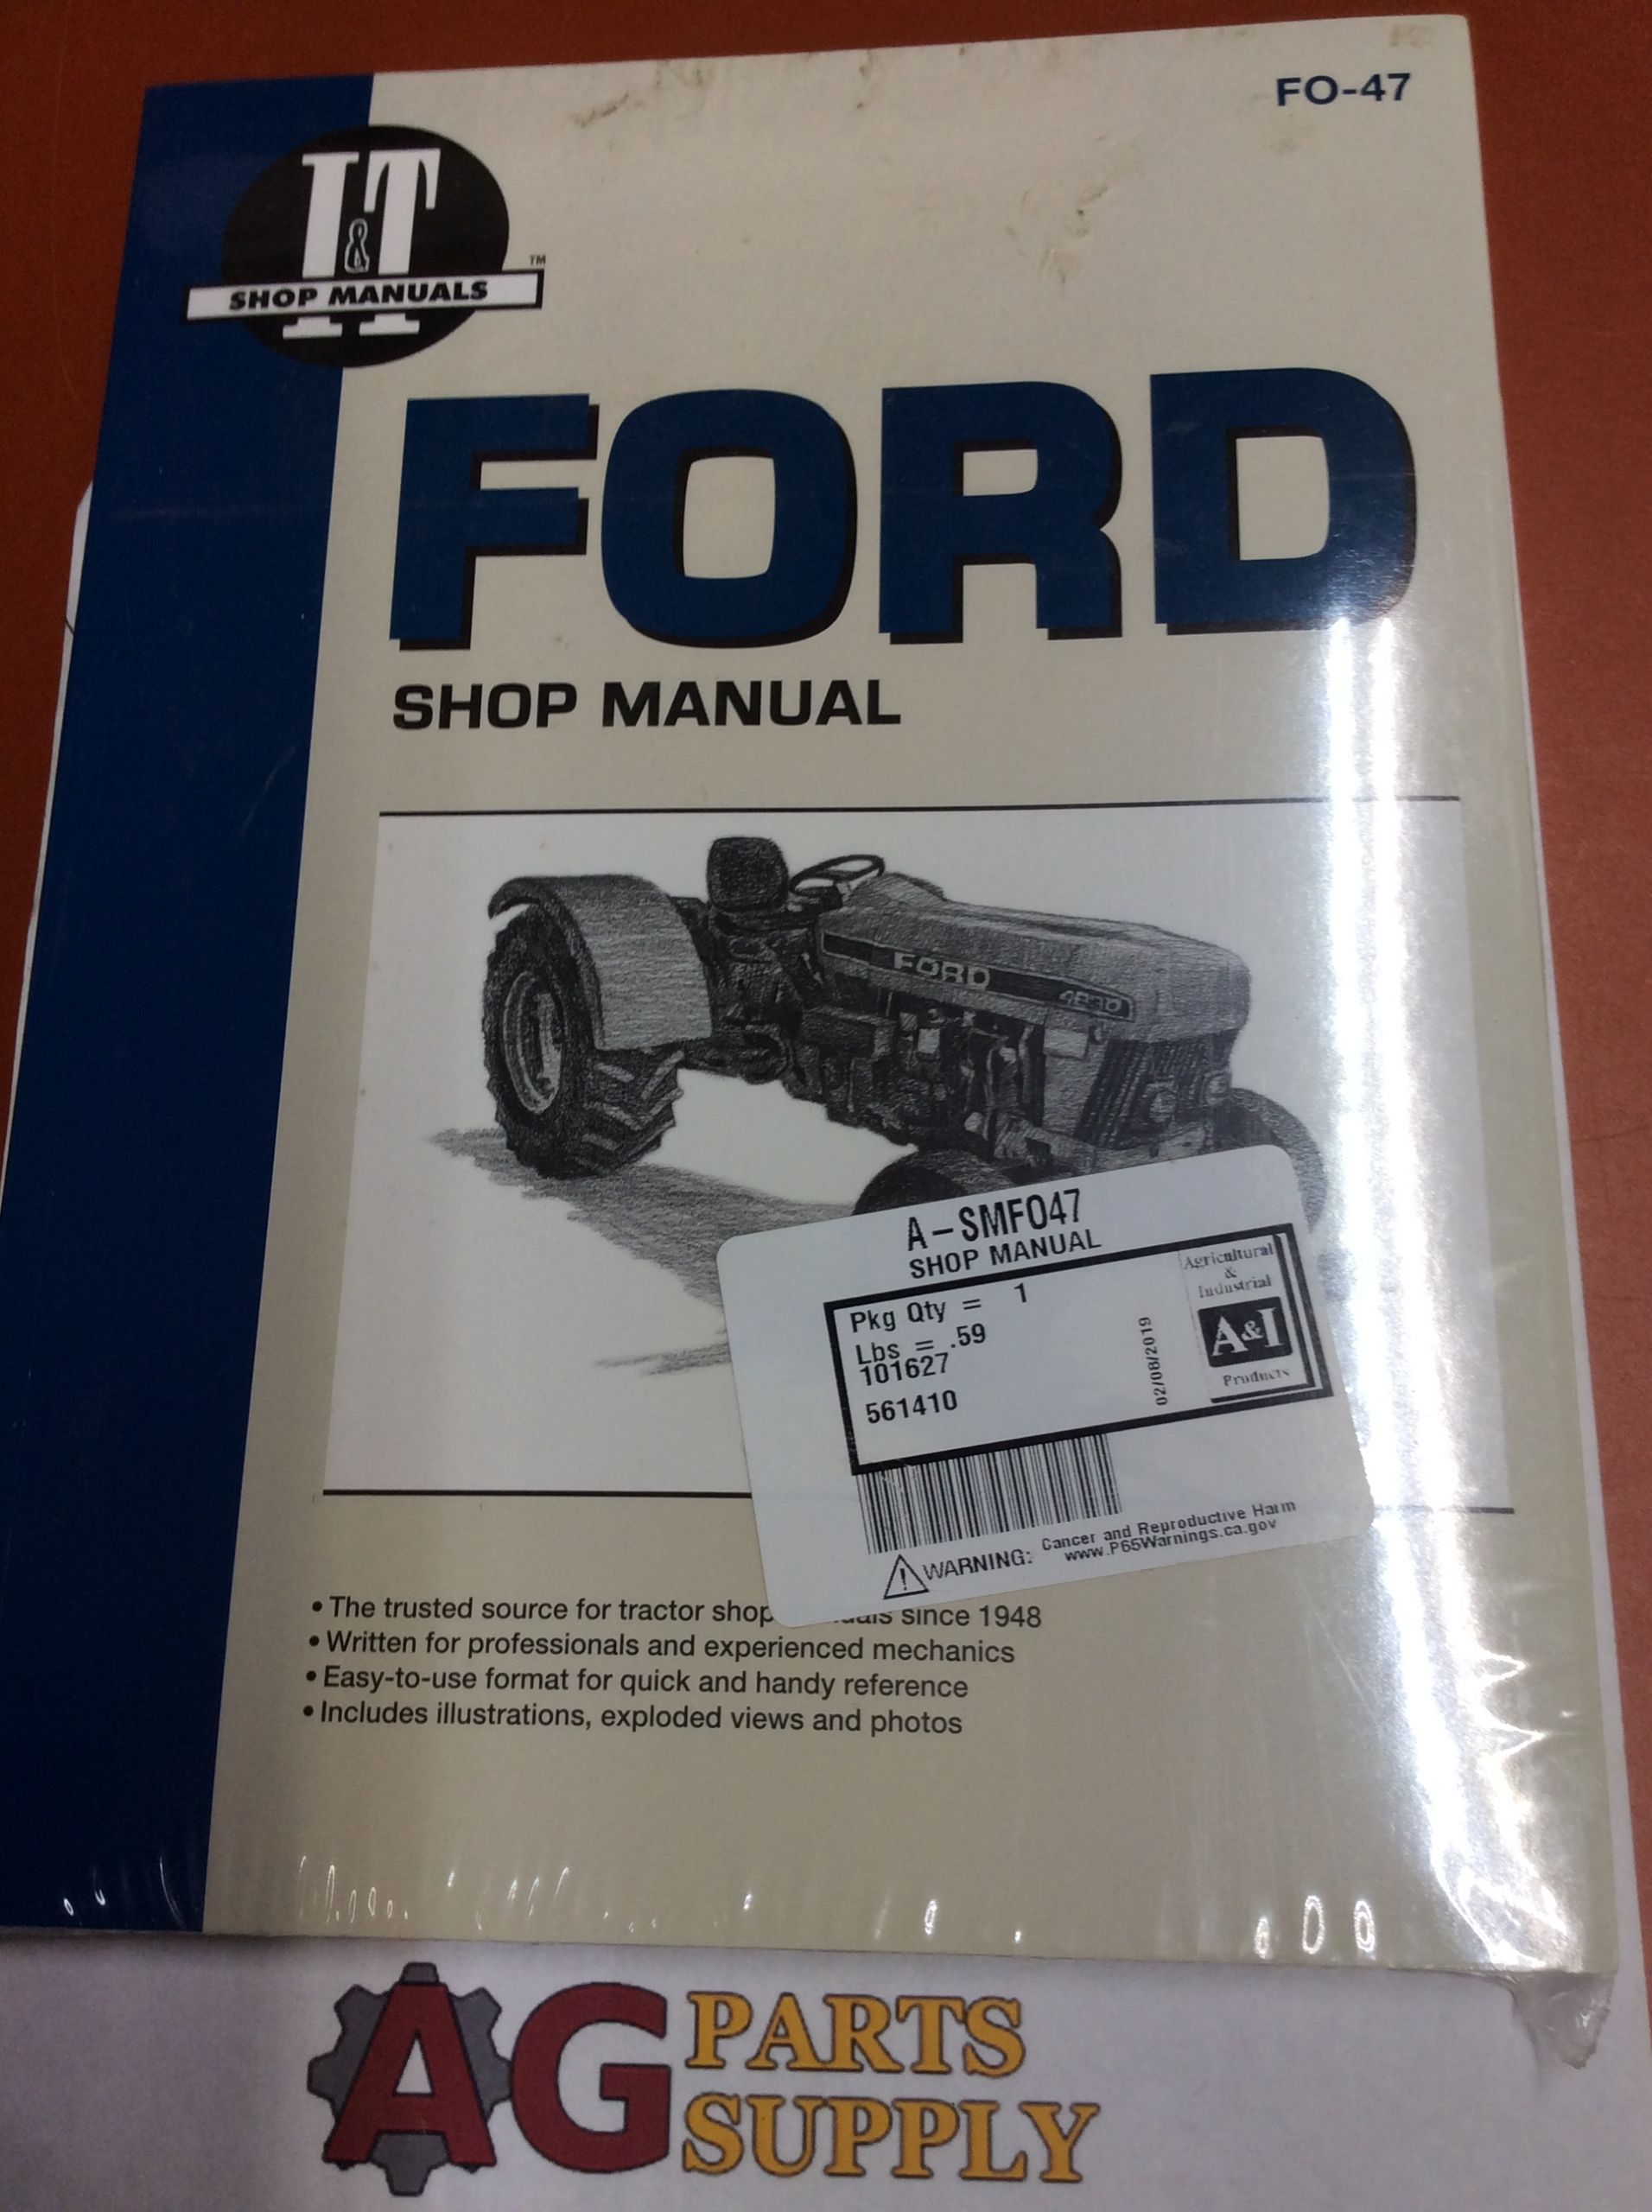 FO-47
I&T
SHOP MANUALS
™
FORD
SHOP MANUAL
FORD 4830
A-SMFO47
SHOP MANUAL
Pkg Qty = 1
Lbs = .59
101627
561410
02/08/2019
Agricultural
&
Industrial
A&I
Products
WARNING: Cancer and Reproductive Harm
www.P65Warnings.ca.gov
• The trusted source for tractor shop since 1948
• Written for professionals and experienced mechanics
• Easy-to-use format for quick and handy reference
• Includes illustrations, exploded views and photos
AG PARTS
SUPPLY